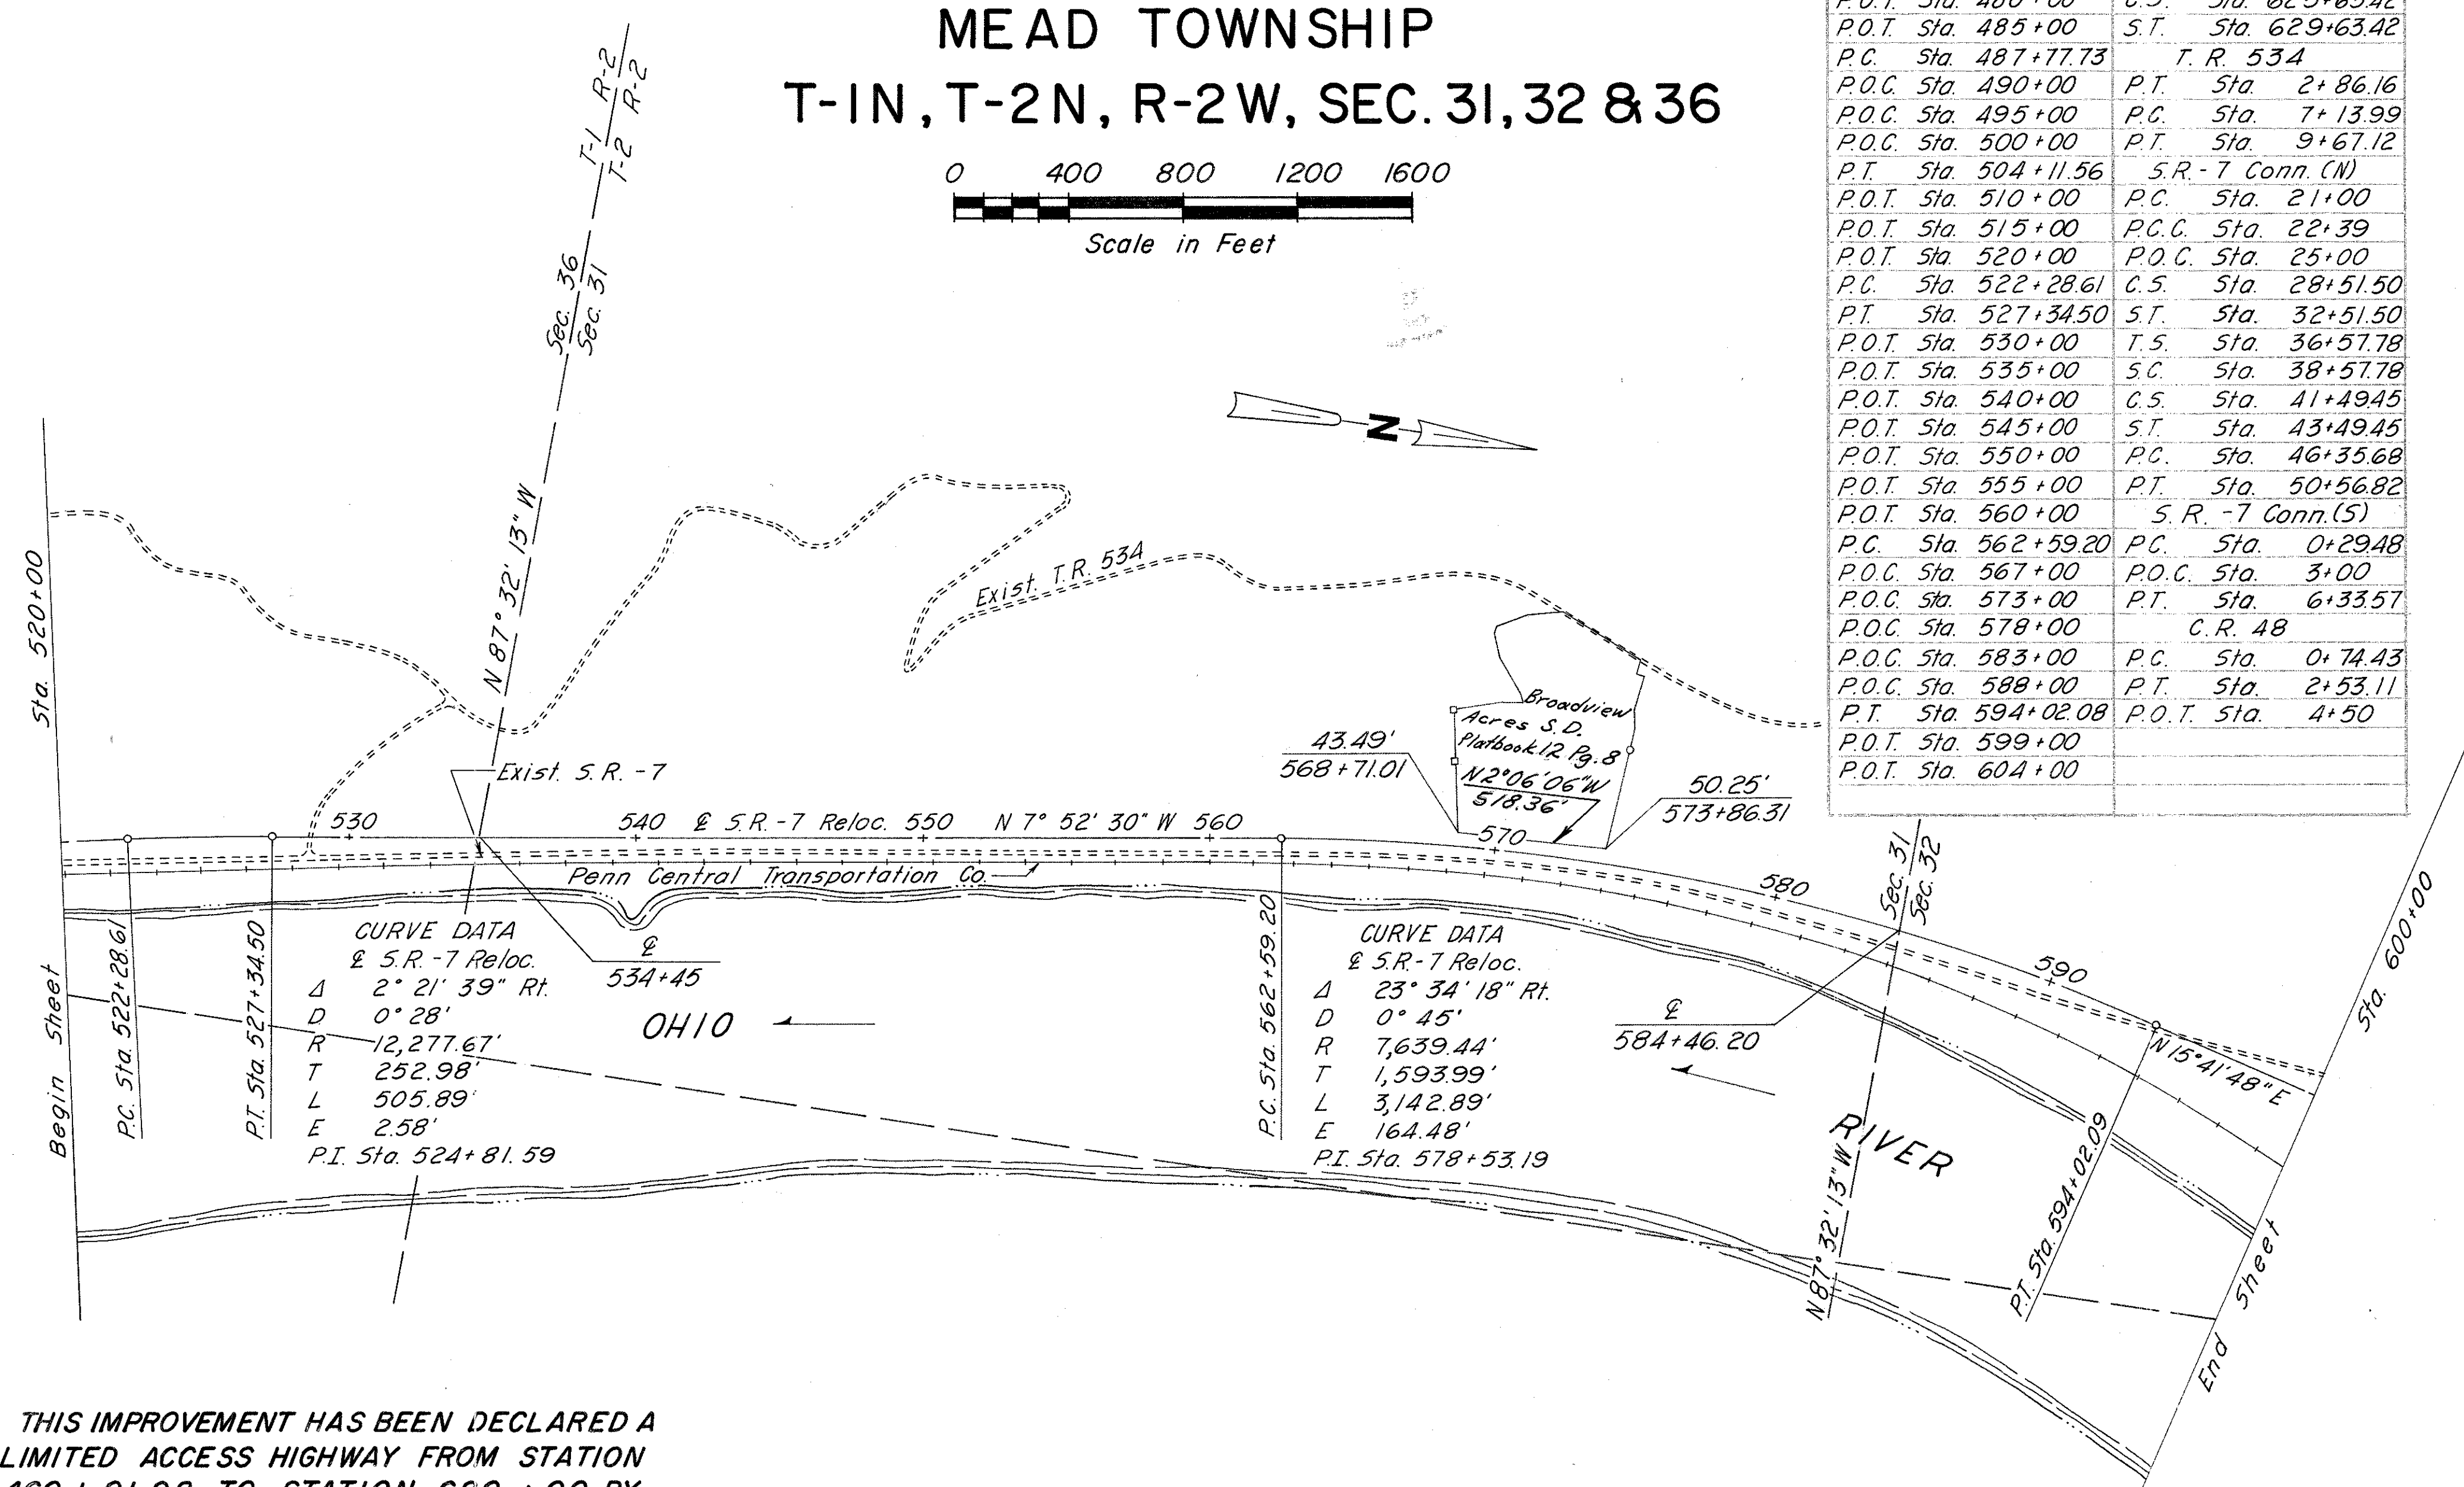 MEAD TOWNSHIP
T-1N, T-2N, R-2W, SEC. 31, 32 & 36
0 400 800 1200 1600
Scale in Feet
N
T-1 R-2
T-2 R-2
Sec. 36
Sec. 31
N 87° 32' 13" W
Sta. 520+00
Begin Sheet
Exist. T.R. 534
Exist. S.R.-7
530 540 ℄ S.R.-7 Reloc. 550 N 7° 52' 30" W 560
570
580
590
Penn Central Transportation Co.
Broadview
Acres S.D.
Platbook 12 Pg. 8
N 2° 06' 06" W
518.36'
43.49'
568+71.01
50.25'
573+86.31
Sec. 31
Sec. 32
Sta. 600+00
P.C. Sta. 522+28.61
P.T. Sta. 527+34.50
CURVE DATA
℄ S.R.-7 Reloc.
Δ 2° 21' 39" Rt.
D 0° 28'
R 12,277.67'
T 252.98'
L 505.89'
E 2.58'
P.I. Sta. 524+81.59
℄
534+45
OHIO
P.C. Sta. 562+59.20
CURVE DATA
℄ S.R.-7 Reloc.
Δ 23° 34' 18" Rt.
D 0° 45'
R 7,639.44'
T 1,593.99'
L 3,142.89'
E 164.48'
P.I. Sta. 578+53.19
℄
584+46.20
RIVER
N 87° 32' 13" W
P.T. Sta. 594+02.09
N 15° 41' 48" E
End Sheet
P.O.T. Sta. 485+00 S.T. Sta. 629+63.42
P.C. Sta. 487+77.73 T.R. 534
P.O.C. Sta. 490+00 P.T. Sta. 2+86.16
P.O.C. Sta. 495+00 P.C. Sta. 7+13.99
P.O.C. Sta. 500+00 P.T. Sta. 9+67.12
P.T. Sta. 504+11.56 S.R.-7 Conn. (N)
P.O.T. Sta. 510+00 P.C. Sta. 21+00
P.O.T. Sta. 515+00 P.C.C. Sta. 22+39
P.O.T. Sta. 520+00 P.O.C. Sta. 25+00
P.C. Sta. 522+28.61 C.S. Sta. 28+51.50
P.T. Sta. 527+34.50 S.T. Sta. 32+51.50
P.O.T. Sta. 530+00 T.S. Sta. 36+57.78
P.O.T. Sta. 535+00 S.C. Sta. 38+57.78
P.O.T. Sta. 540+00 C.S. Sta. 41+49.45
P.O.T. Sta. 545+00 S.T. Sta. 43+49.45
P.O.T. Sta. 550+00 P.C. Sta. 46+35.68
P.O.T. Sta. 555+00 P.T. Sta. 50+56.82
P.O.T. Sta. 560+00 S.R.-7 Conn. (S)
P.C. Sta. 562+59.20 P.C. Sta. 0+29.48
P.O.C. Sta. 567+00 P.O.C. Sta. 3+00
P.O.C. Sta. 573+00 P.T. Sta. 6+33.57
P.O.C. Sta. 578+00 C.R. 48
P.O.C. Sta. 583+00 P.C. Sta. 0+74.43
P.O.C. Sta. 588+00 P.T. Sta. 2+53.11
P.T. Sta. 594+02.08 P.O.T. Sta. 4+50
P.O.T. Sta. 599+00
P.O.T. Sta. 604+00
THIS IMPROVEMENT HAS BEEN DECLARED A
LIMITED ACCESS HIGHWAY FROM STATION
TO STATION